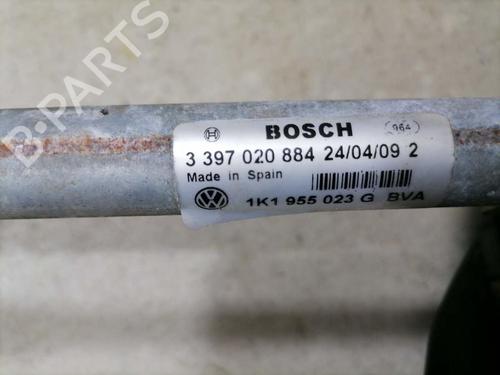 B-PARTS
BOSCH 964
3 397 020 884 24/04/09 2
Made in Spain
1K1 955 023 G BVA